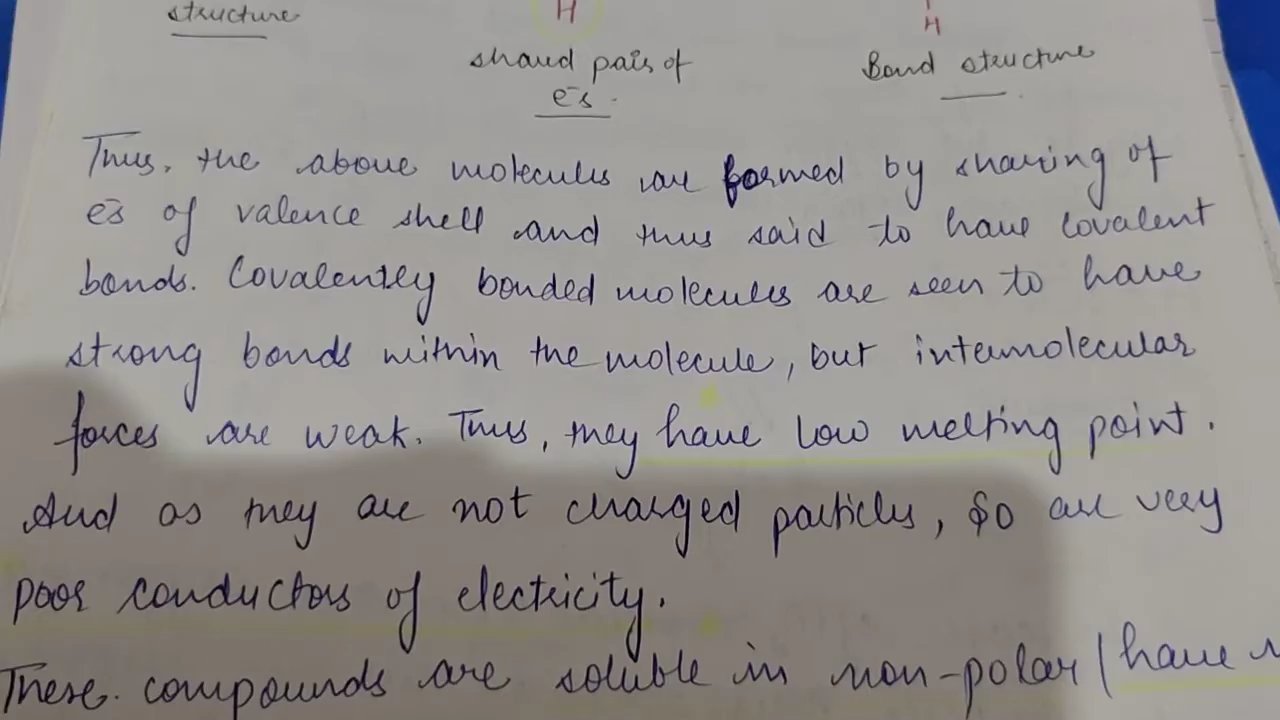 structure
H
H
shared pairs of
e⁻s.
Bond structure
Thus, the above molecules are formed by sharing of
e⁻s of valence shell and thus said to have covalent
bonds. Covalently bonded molecules are seen to have
strong bonds within the molecule, but intermolecular
forces are weak. Thus, they have low melting point.
And as they are not charged particles, So are very
poor conductors of electricity.
These compounds are soluble in non-polar (have